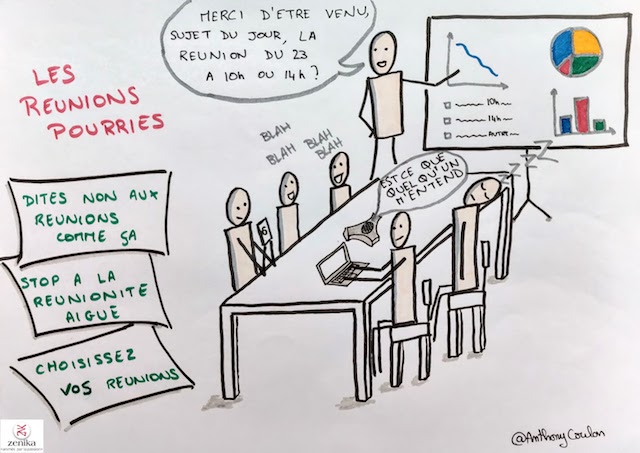 LES
REUNIONS
POURRIES
MERCI D'ETRE VENU,
SUJET DU JOUR, LA
REUNION DU 23
A 10h OU 14h ?
10h
14h
AUTRE
BLAH
BLAH
BLAH
BLAH
EST CE QUE
QUELQU'UN
M'ENTEND
Z Z Z Z
6
DITES NON AUX
REUNIONS
COMME ÇA
STOP A LA
REUNIONITE
AIGUË
CHOISISSEZ
VOS REUNIONS
zenika
@Anthony Coulon